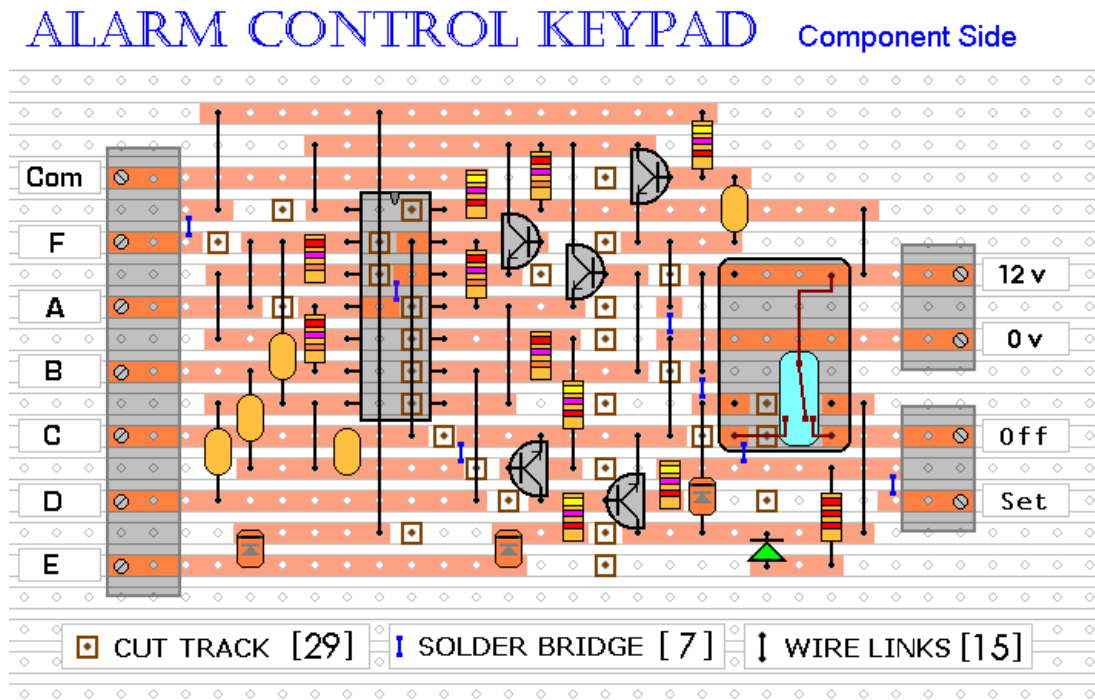 ALARM CONTROL KEYPAD Component Side
Com
F
12 v
A
0 v
B
C
Off
D
Set
E
CUT TRACK [29] SOLDER BRIDGE [7] WIRE LINKS [15]